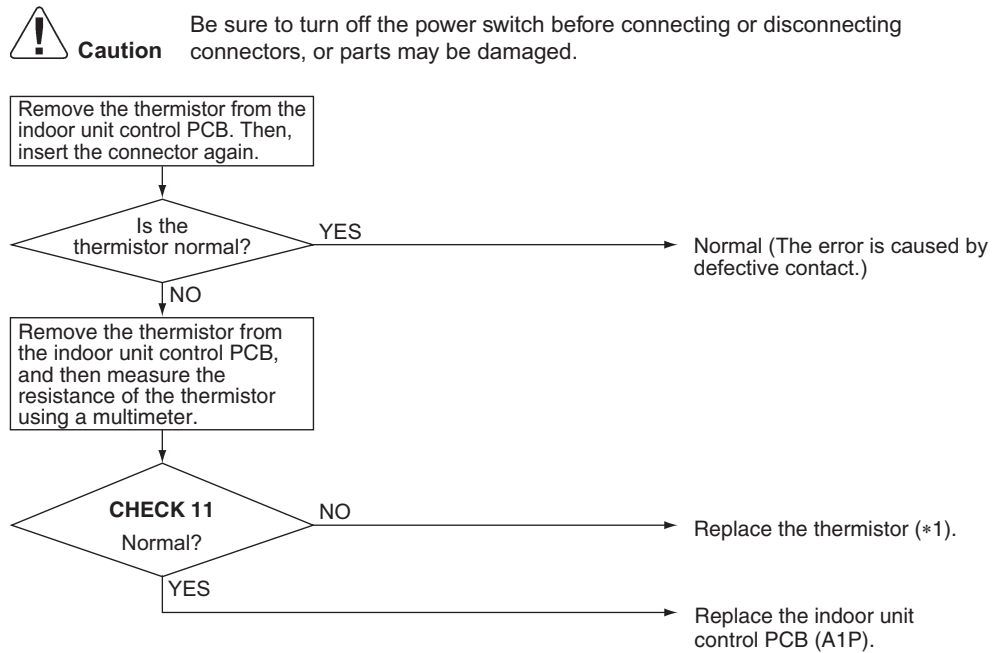 Be sure to turn off the power switch before connecting or disconnecting
Caution connectors, or parts may be damaged.
Remove the thermistor from the
indoor unit control PCB. Then,
insert the connector again.
Is the
thermistor normal?
YES
Normal (The error is caused by
defective contact.)
NO
Remove the thermistor from
the indoor unit control PCB,
and then measure the
resistance of the thermistor
using a multimeter.
CHECK 11
Normal?
NO
Replace the thermistor (*1).
YES
Replace the indoor unit
control PCB (A1P).